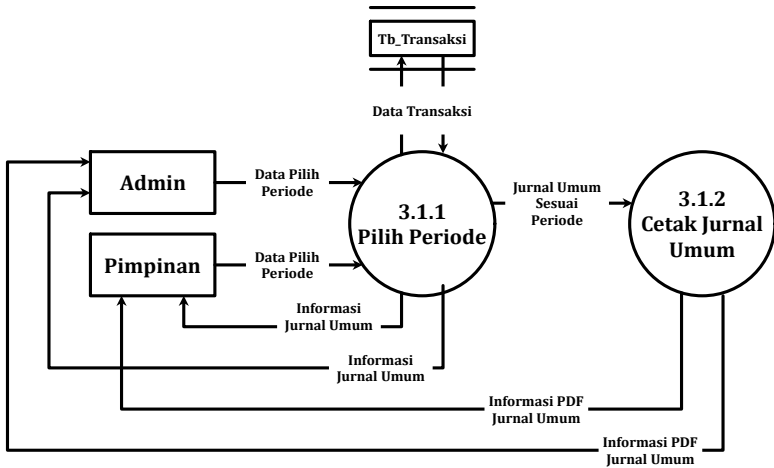 Tb_Transaksi
Data Transaksi
Admin
Data Pilih
Periode
3.1.1
Pilih Periode
Jurnal Umum
Sesuai
Periode
3.1.2
Cetak Jurnal
Umum
Pimpinan
Data Pilih
Periode
Informasi
Jurnal Umum
Informasi
Jurnal Umum
Informasi PDF
Jurnal Umum
Informasi PDF
Jurnal Umum